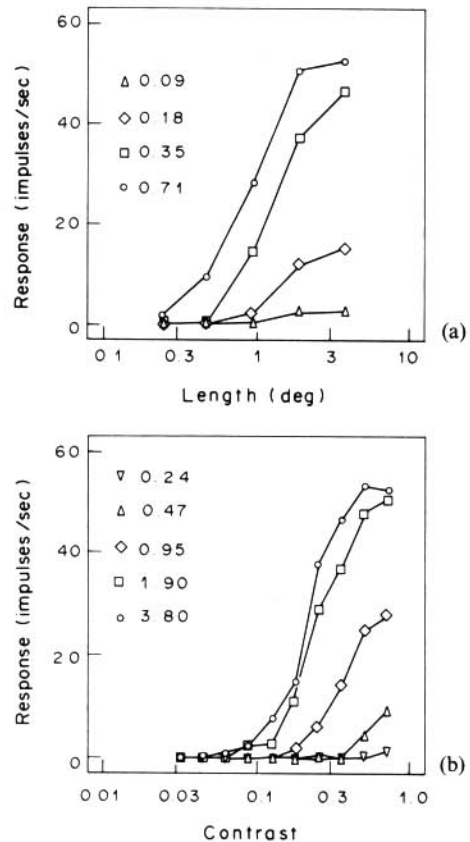 60
40
20
0
Response (impulses/sec)
△ 0.09
◇ 0.18
□ 0.35
○ 0.71
0.1 0.3 1 3 10
Length (deg)
(a)
60
40
20
0
Response (impulses/sec)
▽ 0.24
△ 0.47
◇ 0.95
□ 1.90
○ 3.80
0.01 0.03 0.1 0.3 1.0
Contrast
(b)